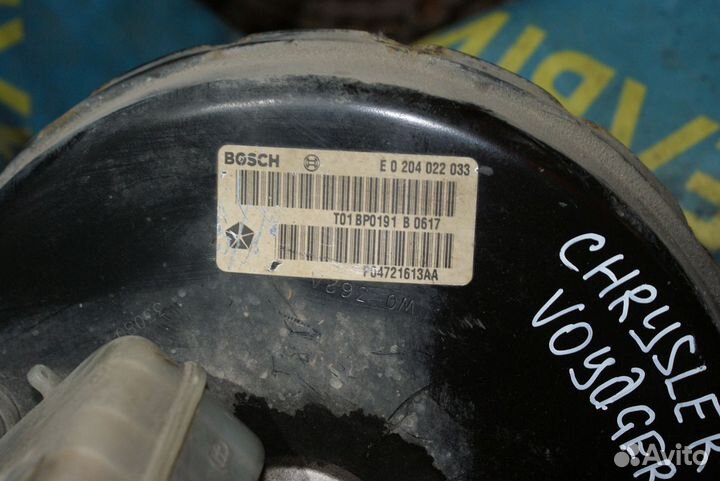 BOSCH E 0 204 022 033
T01BP0191 B 0617
P04721613AA
CHRYSLER
VOYAGER
Avito